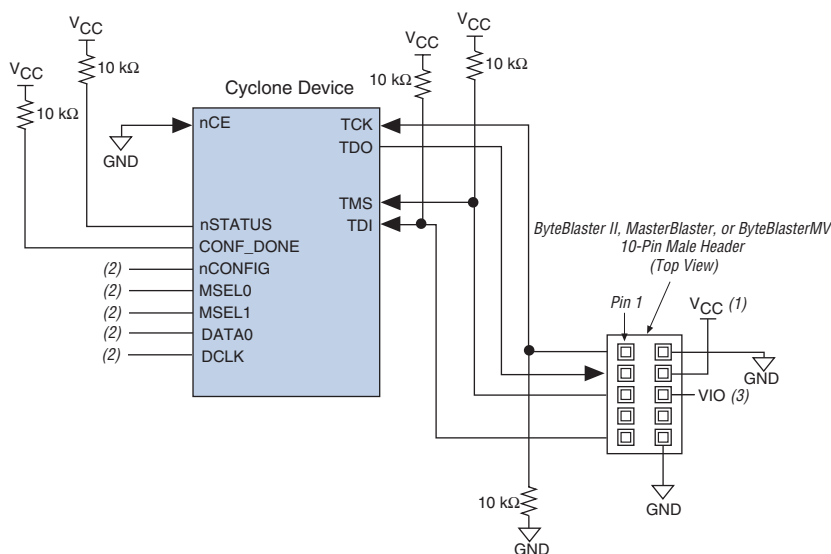 VCC
VCC
VCC
VCC
10 kΩ
10 kΩ
10 kΩ
10 kΩ
Cyclone Device
nCE
TCK
GND
TDO
TMS
nSTATUS
TDI
CONF_DONE
(2) nCONFIG
(2) MSEL0
(2) MSEL1
(2) DATA0
(2) DCLK
ByteBlaster II, MasterBlaster, or ByteBlasterMV
10-Pin Male Header
(Top View)
Pin 1
VCC (1)
GND
VIO (3)
10 kΩ
GND
GND